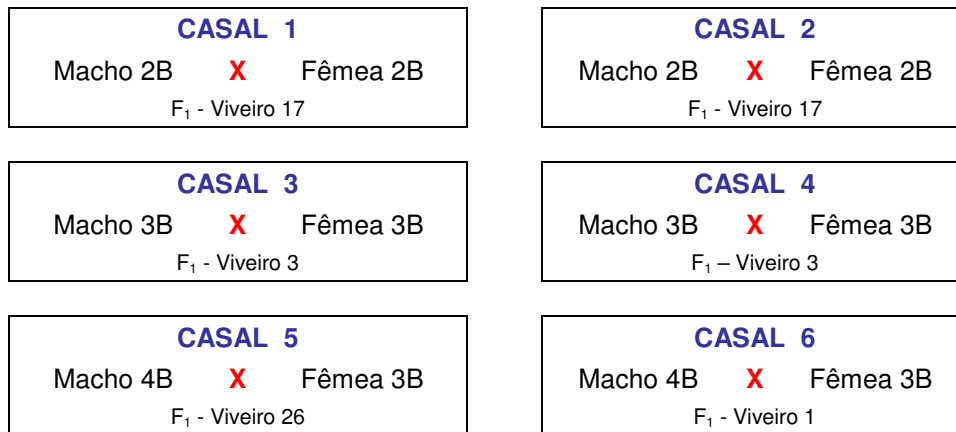 CASAL 1
Macho 2B X Fêmea 2B
F₁ - Viveiro 17
CASAL 2
Macho 2B X Fêmea 2B
F₁ - Viveiro 17
CASAL 3
Macho 3B X Fêmea 3B
F₁ - Viveiro 3
CASAL 4
Macho 3B X Fêmea 3B
F₁ – Viveiro 3
CASAL 5
Macho 4B X Fêmea 3B
F₁ - Viveiro 26
CASAL 6
Macho 4B X Fêmea 3B
F₁ - Viveiro 1